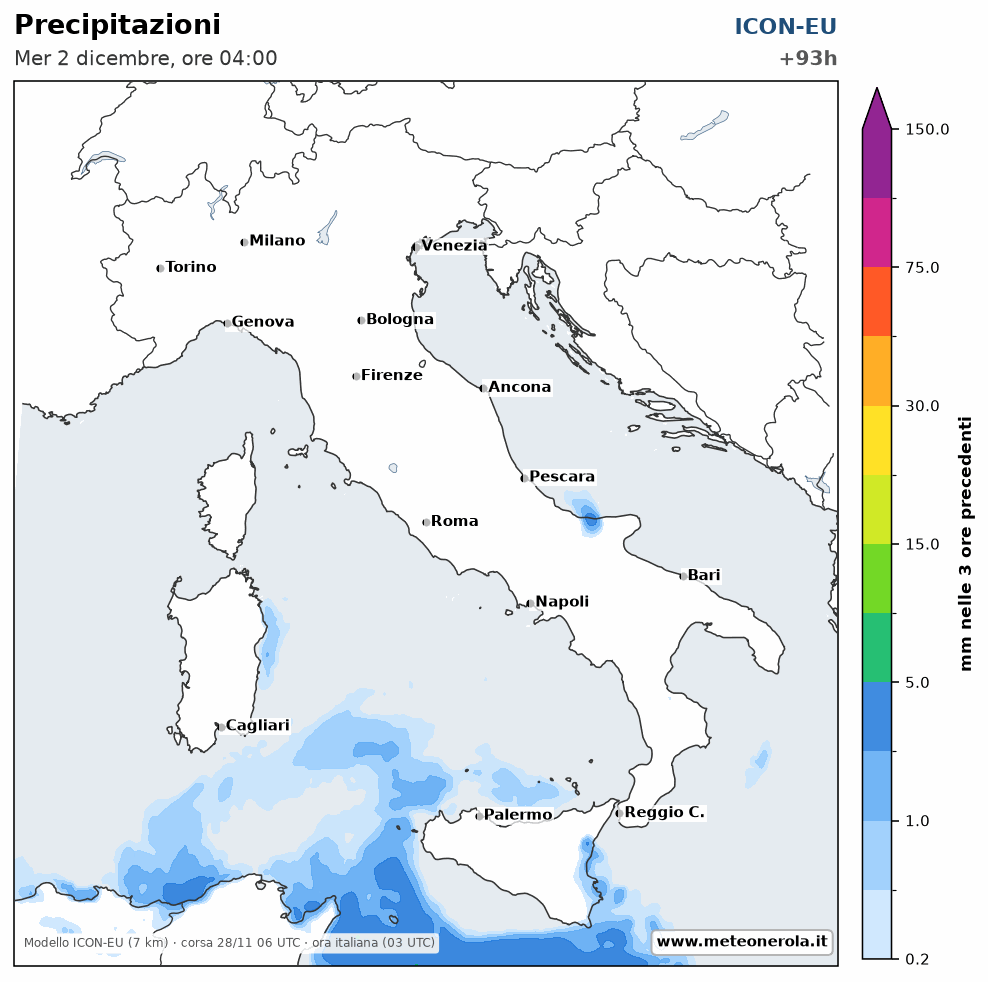 Precipitazioni
ICON-EU
Mer 2 dicembre, ore 04:00
+93h
150.0
75.0
30.0
15.0
5.0
1.0
0.2
mm nelle 3 ore precedenti
Milano
Venezia
Torino
Genova
Bologna
Firenze
Ancona
Pescara
Roma
Bari
Napoli
Cagliari
Palermo
Reggio C.
Modello ICON-EU (7 km) · corsa 28/11 06 UTC · ora italiana (03 UTC)
www.meteonerola.it